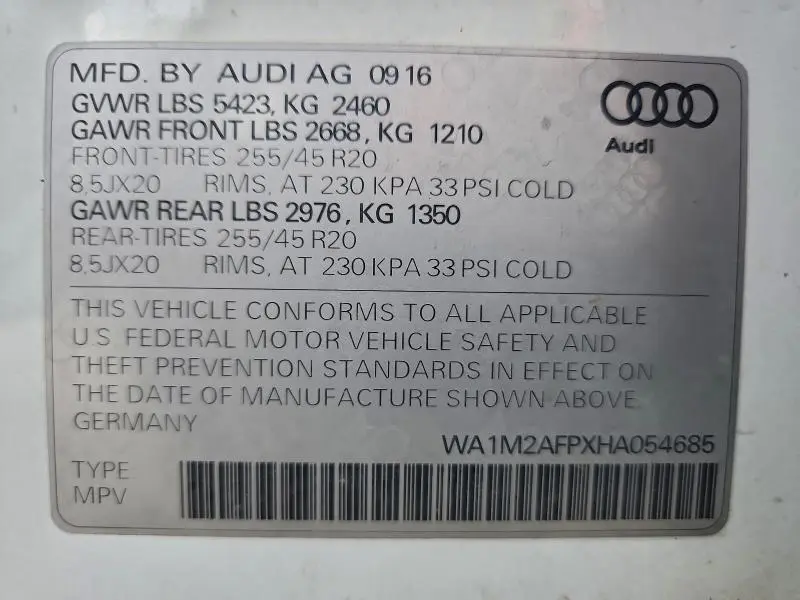 MFD. BY AUDI AG 0916
GVWR LBS 5423, KG 2460
GAWR FRONT LBS 2668, KG 1210
FRONT-TIRES 255/45 R20
8,5JX20 RIMS, AT 230 KPA 33 PSI COLD
GAWR REAR LBS 2976, KG 1350
REAR-TIRES 255/45 R20
8,5JX20 RIMS, AT 230 KPA 33 PSI COLD
Audi
THIS VEHICLE CONFORMS TO ALL APPLICABLE
U.S. FEDERAL MOTOR VEHICLE SAFETY AND
THEFT PREVENTION STANDARDS IN EFFECT ON
THE DATE OF MANUFACTURE SHOWN ABOVE
GERMANY
WA1M2AFPXHA054685
TYPE
MPV